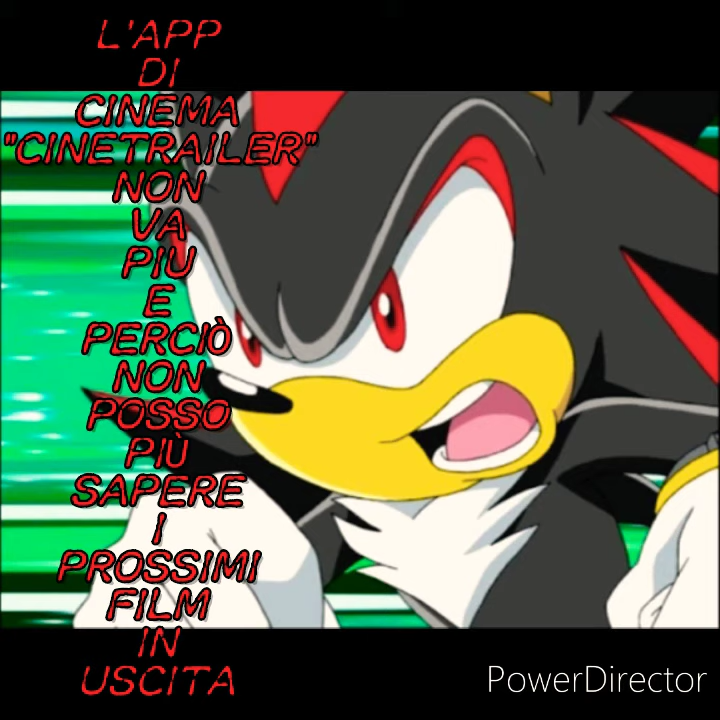 L'APP
DI
CINEMA
"CINETRAILER"
NON
VA
PIU
E
PERCIÒ
NON
POSSO
PIÙ
SAPERE
I
PROSSIMI
FILM
IN
USCITA
PowerDirector